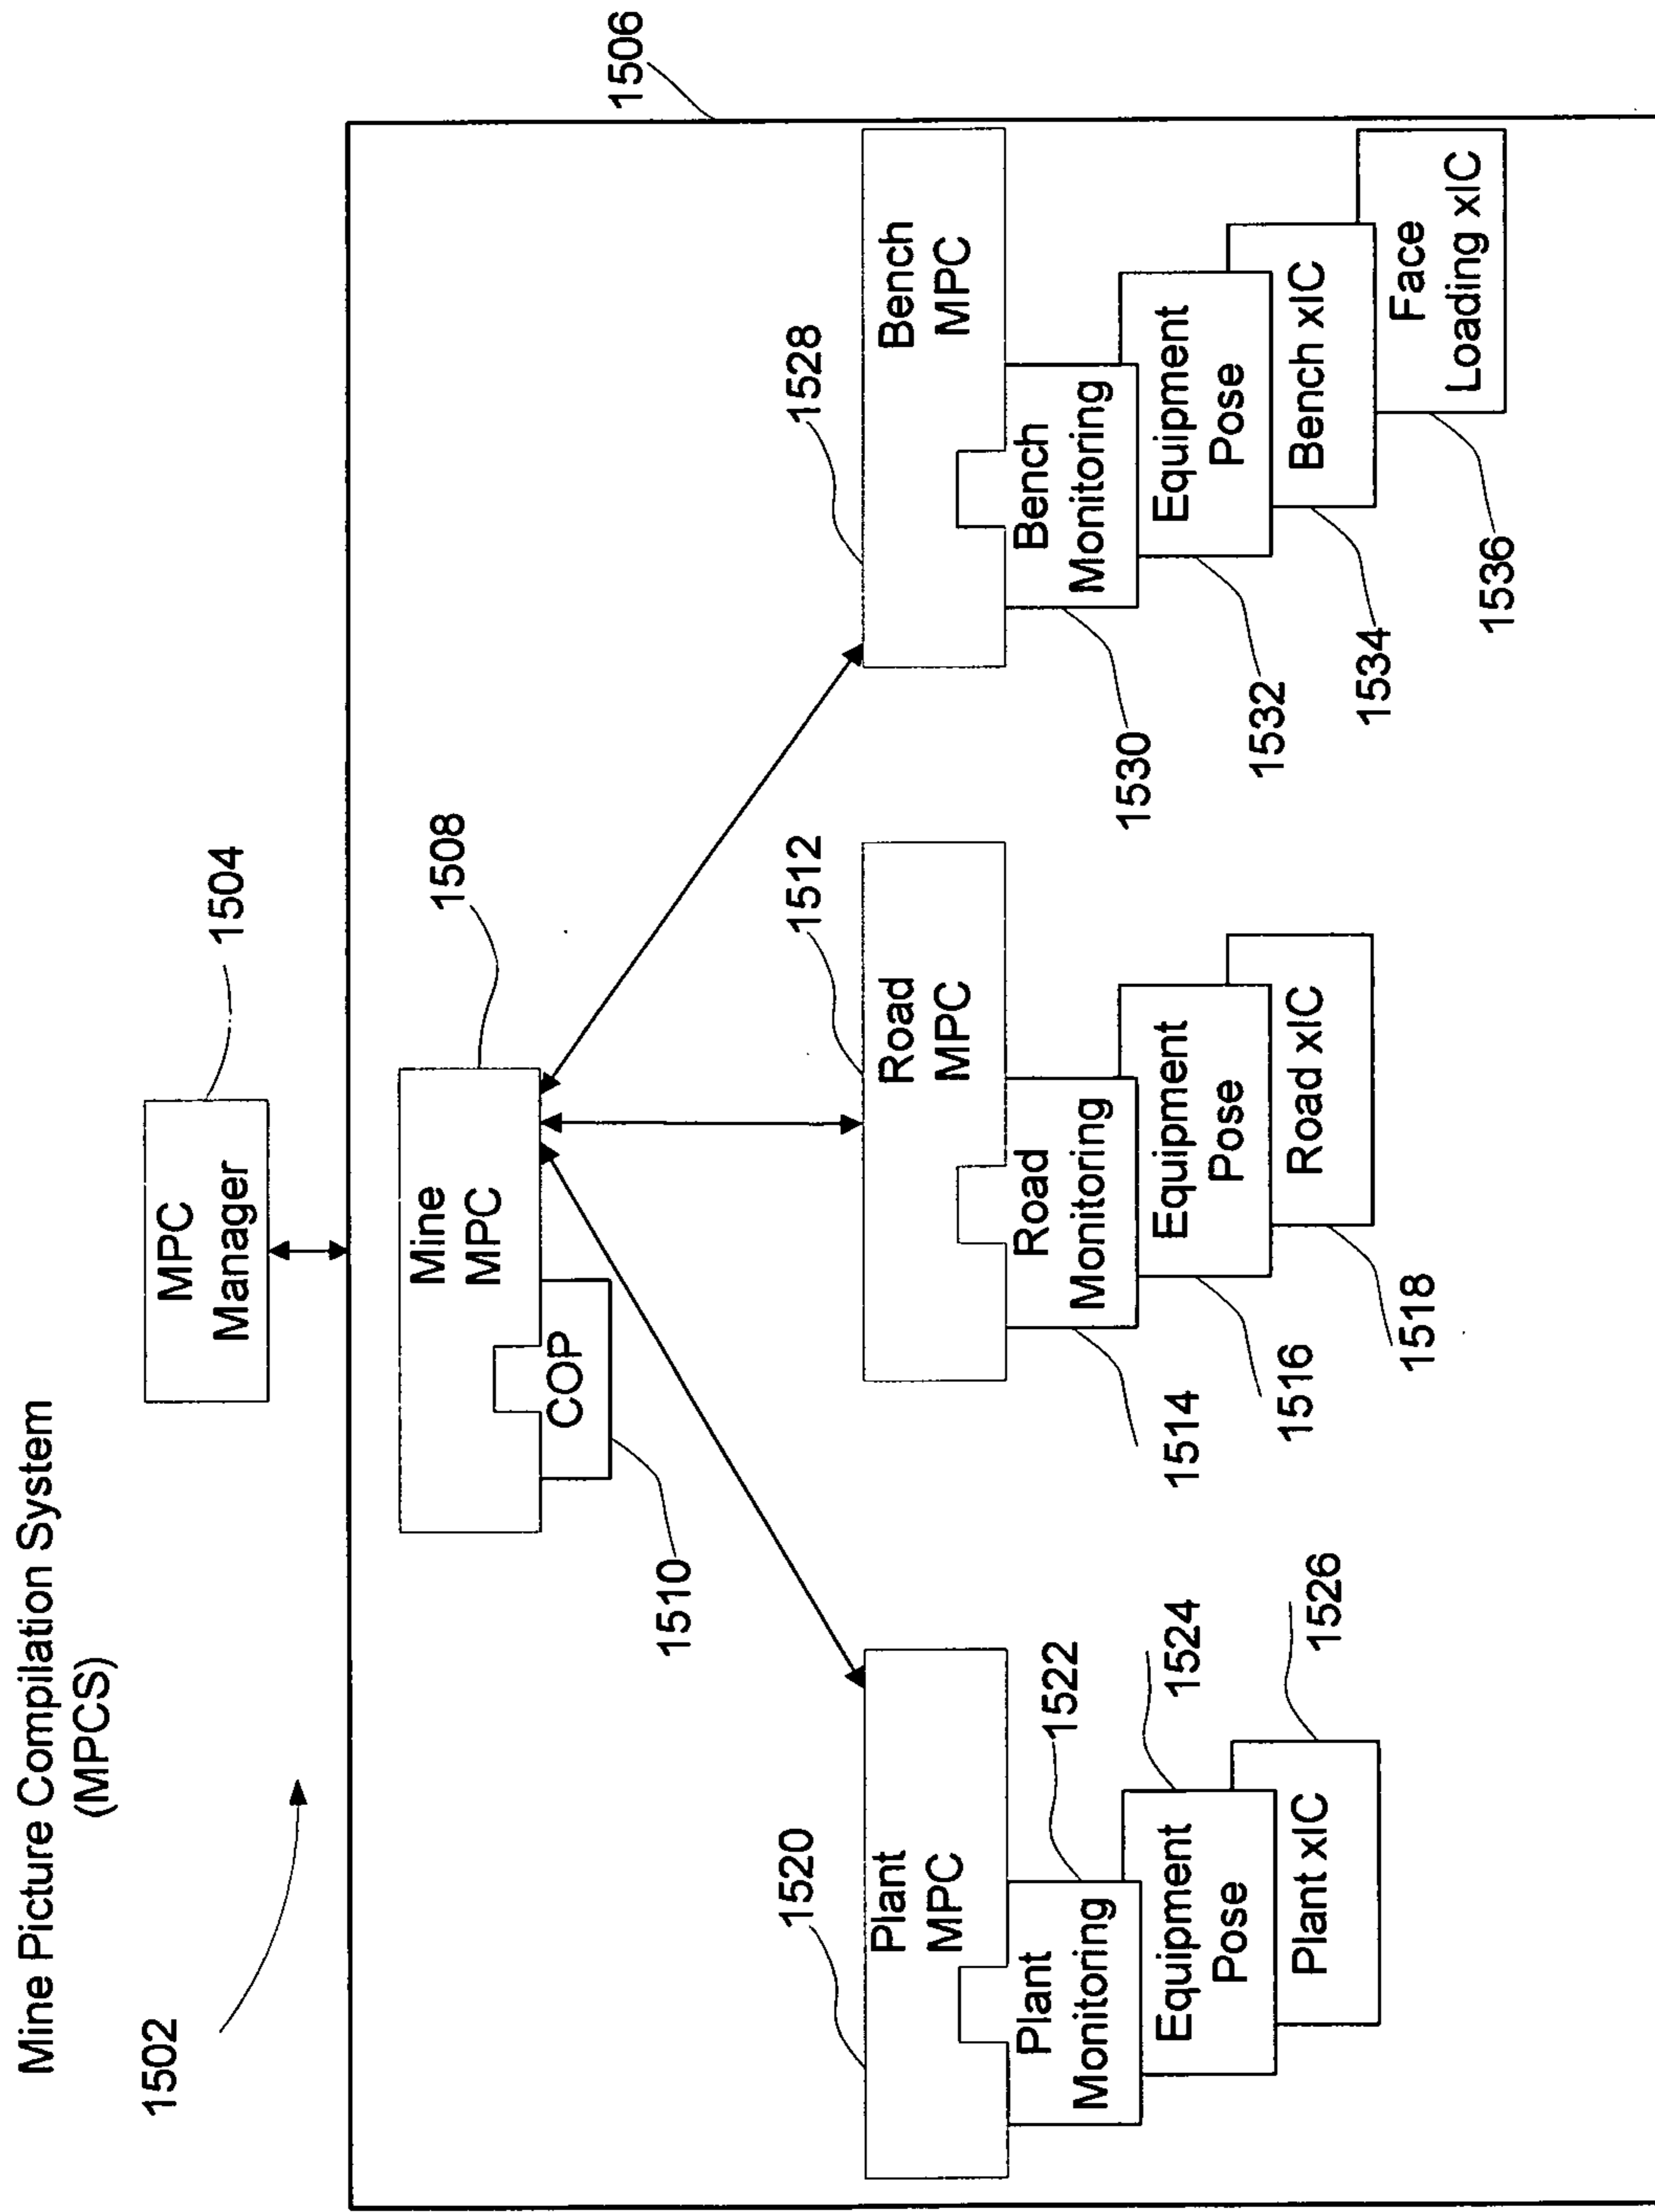 Mine Picture Compilation System
(MPCS)
1502
MPC
Manager
1504
1506
Mine
MPC
1508
COP
1510
1520
Plant
MPC
Plant
Monitoring
1522
Equipment
Pose
1524
Plant xIC
1526
1512
Road
MPC
Road
Monitoring
1514
Equipment
Pose
1516
Road xIC
1518
1528
Bench
MPC
Bench
Monitoring
1530
Equipment
Pose
1532
Bench xIC
1534
Face
Loading xIC
1536